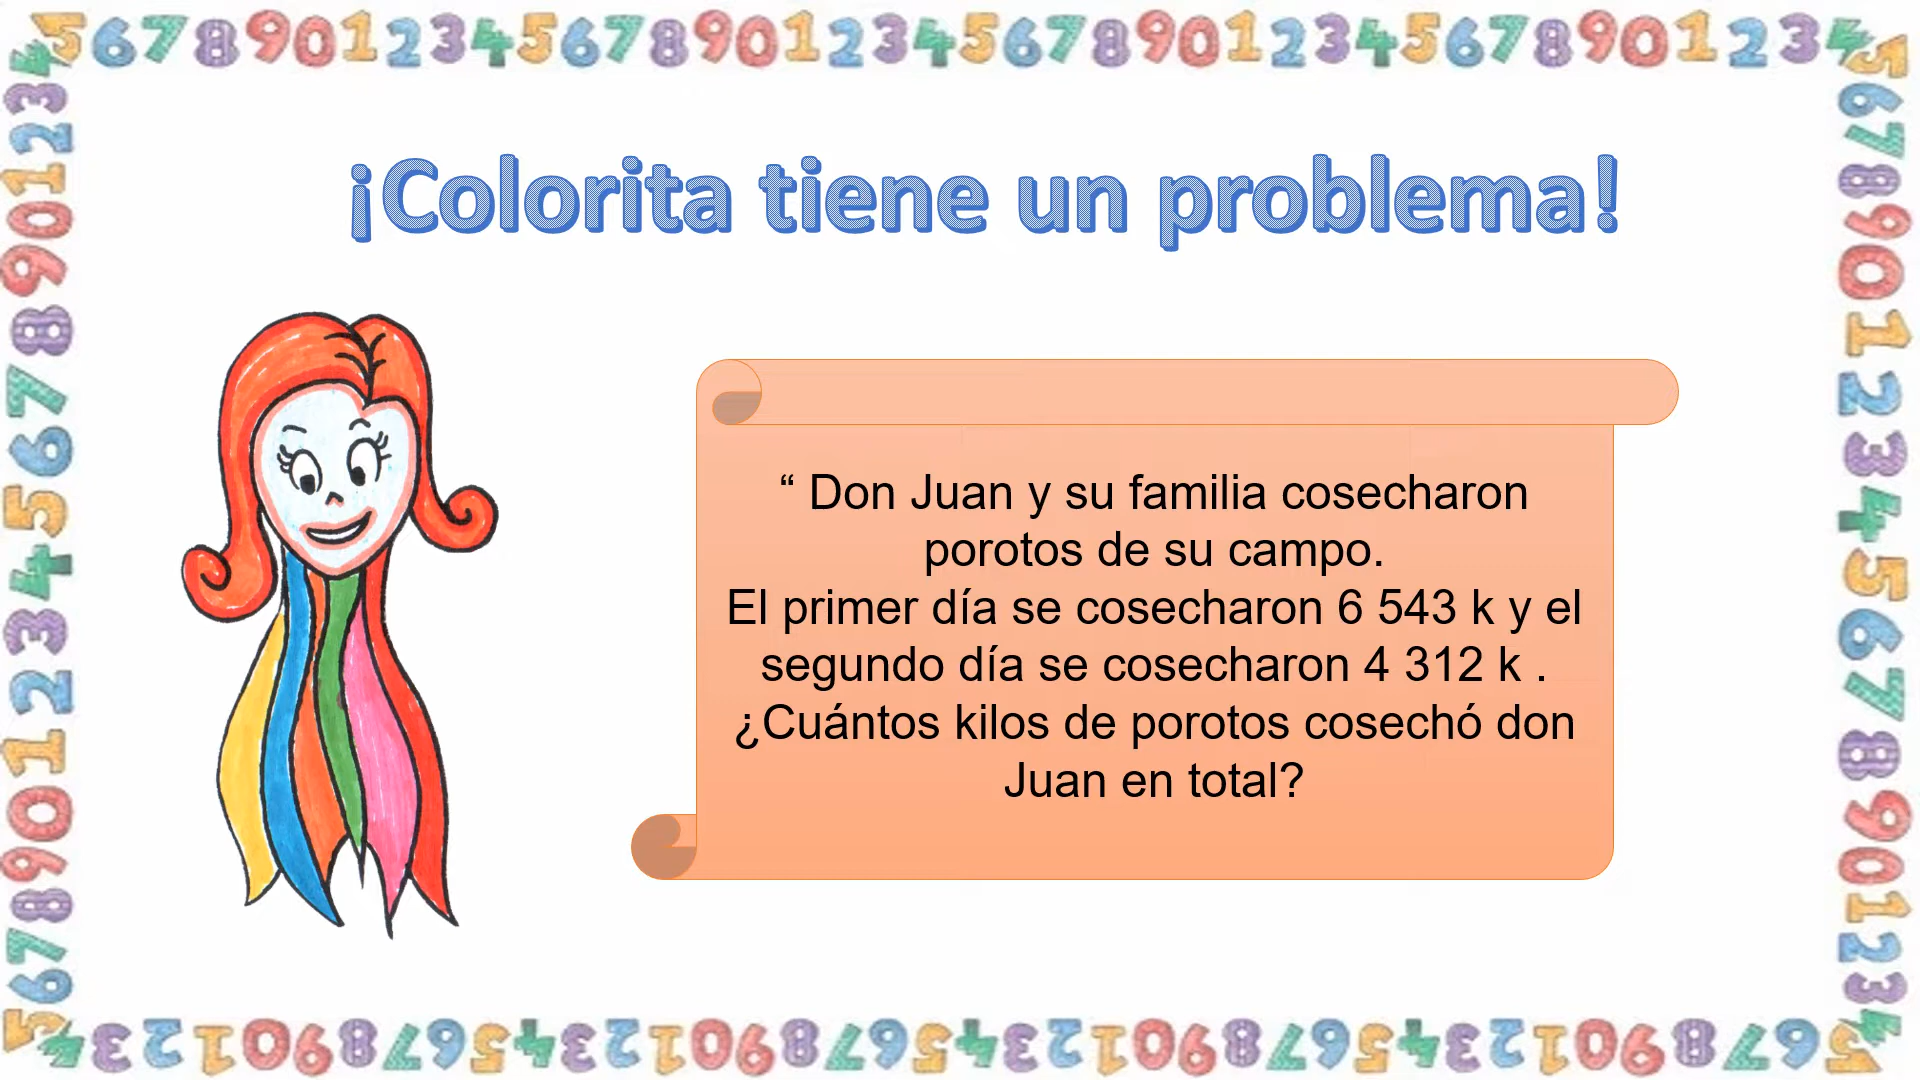 ¡Colorita tiene un problema!
“ Don Juan y su familia cosecharon
porotos de su campo.
El primer día se cosecharon 6 543 k y el
segundo día se cosecharon 4 312 k .
¿Cuántos kilos de porotos cosechó don
Juan en total?